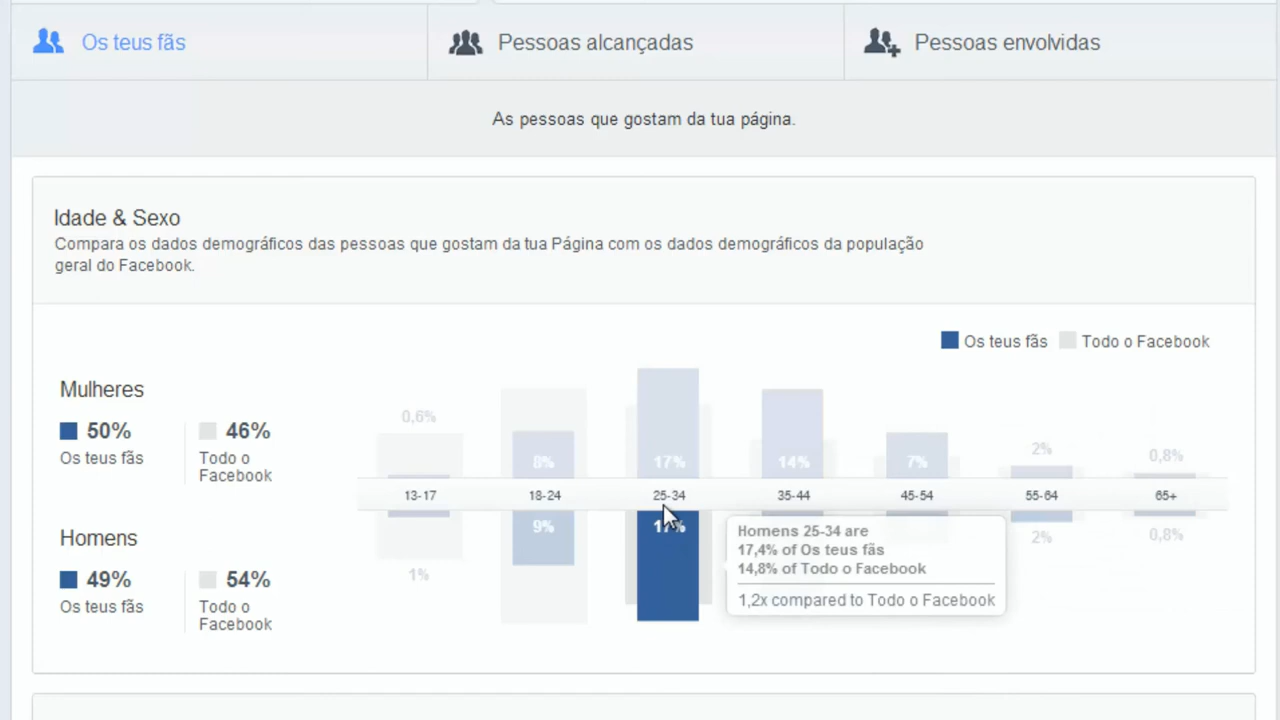 Os teus fãs
Pessoas alcançadas
Pessoas envolvidas
As pessoas que gostam da tua página.
Idade & Sexo
Compara os dados demográficos das pessoas que gostam da tua Página com os dados demográficos da população
geral do Facebook.
Os teus fãs
Todo o Facebook
Mulheres
50%
Os teus fãs
46%
Todo o
Facebook
0,6%
8%
17%
14%
7%
2%
0,8%
13-17
18-24
25-34
35-44
45-54
55-64
65+
Homens
49%
Os teus fãs
54%
Todo o
Facebook
1%
9%
17%
2%
0,8%
Homens 25-34 are
17,4% of Os teus fãs
14,8% of Todo o Facebook
1,2x compared to Todo o Facebook